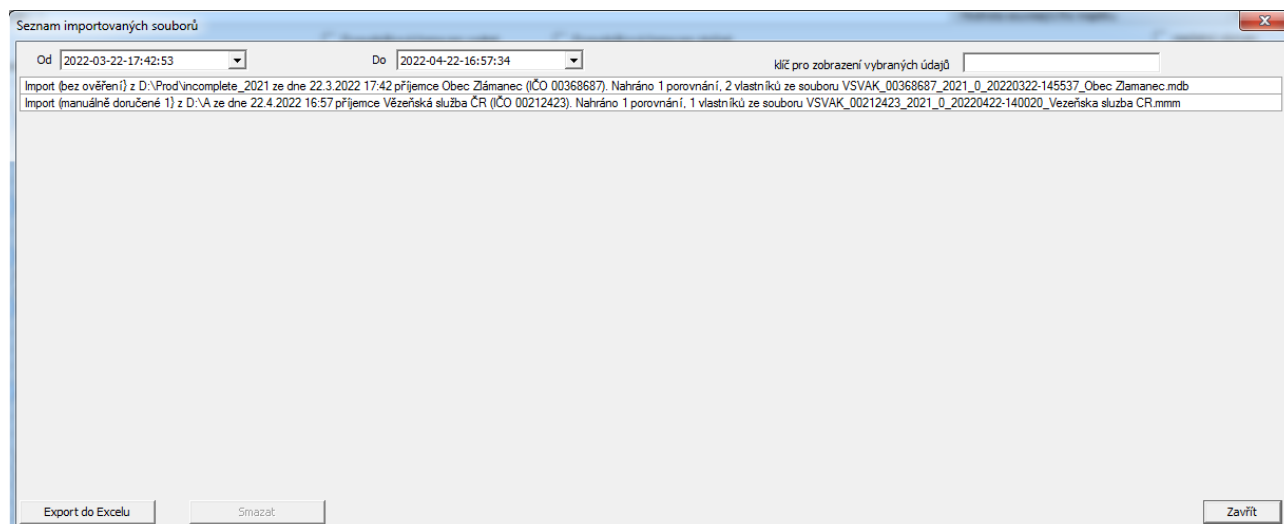 Seznam importovaných souborů
Od 2022-03-22-17:42:53 Do 2022-04-22-16:57:34 klíč pro zobrazení vybraných údajů
Import (bez ověření} z D:\Prod\incomplete_2021 ze dne 22.3.2022 17:42 příjemce Obec Zlámanec (IČO 00368687). Nahráno 1 porovnání, 2 vlastníků ze souboru VSVAK_00368687_2021_0_20220322-145537_Obec Zlamanec.mdb
Import (manuálně doručené 1} z D:\A ze dne 22.4.2022 16:57 příjemce Vězeňská služba ČR (IČO 00212423). Nahráno 1 porovnání, 1 vlastníků ze souboru VSVAK_00212423_2021_0_20220422-140020_Vezeňska sluzba CR.mmm
Export do Excelu Smazat Zavřít